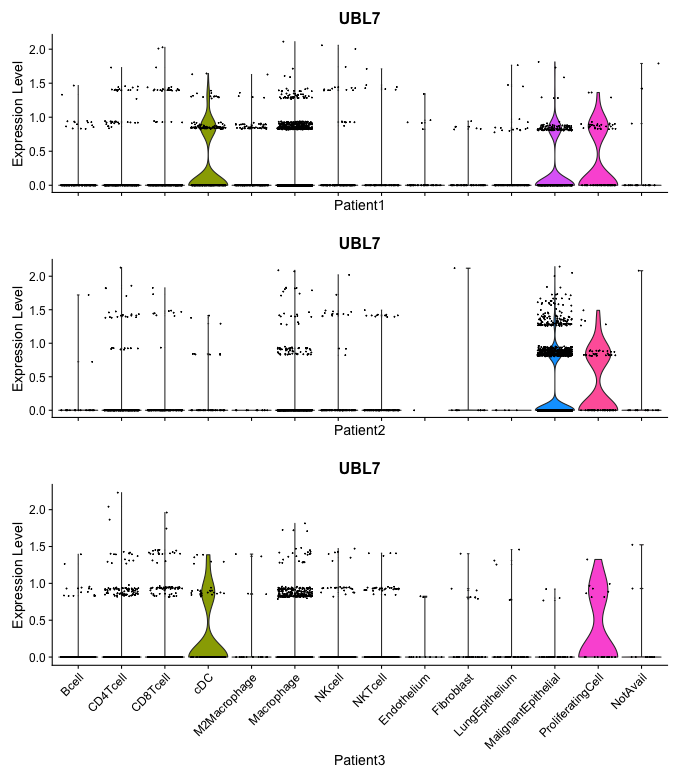 UBL7
Expression Level
2.0
1.5
1.0
0.5
0.0
Patient1
UBL7
Expression Level
2.0
1.5
1.0
0.5
0.0
Patient2
UBL7
Expression Level
2.0
1.5
1.0
0.5
0.0
Bcell
CD4Tcell
CD8Tcell
cDC
M2Macrophage
Macrophage
NKcell
NKTcell
Endothelium
Fibroblast
LungEpithelium
MalignantEpithelial
ProliferatingCell
NotAvail
Patient3